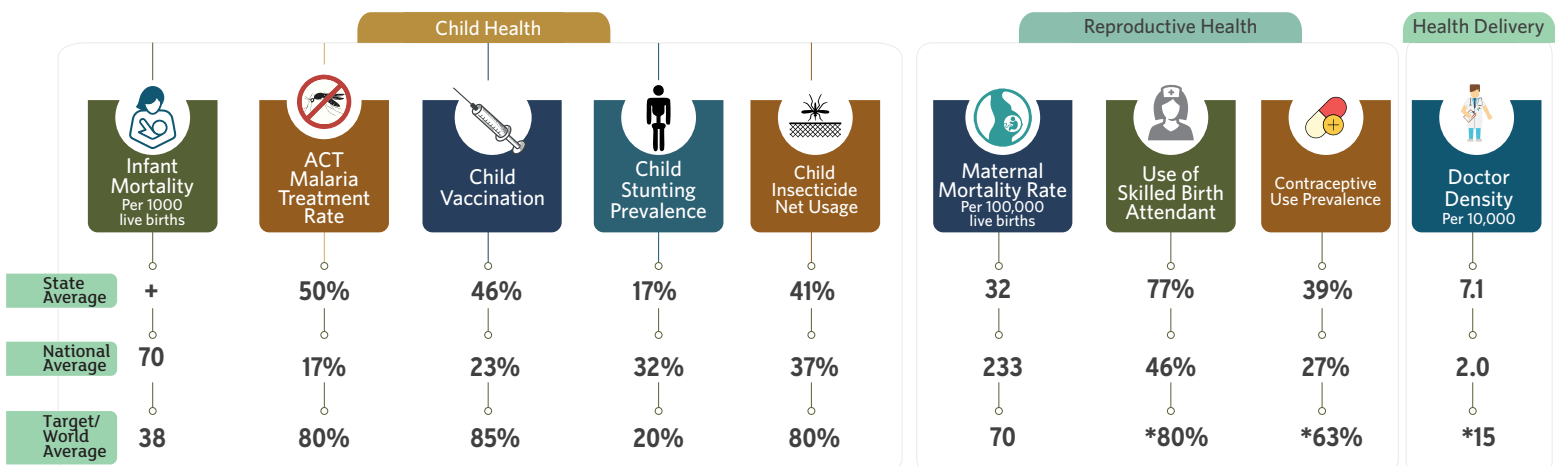 Child Health
Reproductive Health
Health Delivery
Infant
Mortality
Per 1000
live births
ACT
Malaria
Treatment
Rate
Child
Vaccination
Child
Stunting
Prevalence
Child
Insecticide
Net Usage
Maternal
Mortality Rate
Per 100,000
live births
Use of
Skilled Birth
Attendant
Contraceptive
Use Prevalence
Doctor
Density
Per 10,000
State
Average
+
50%
46%
17%
41%
32
77%
39%
7.1
National
Average
70
17%
23%
32%
37%
233
46%
27%
2.0
Target/
World
Average
38
80%
85%
20%
80%
70
*80%
*63%
*15